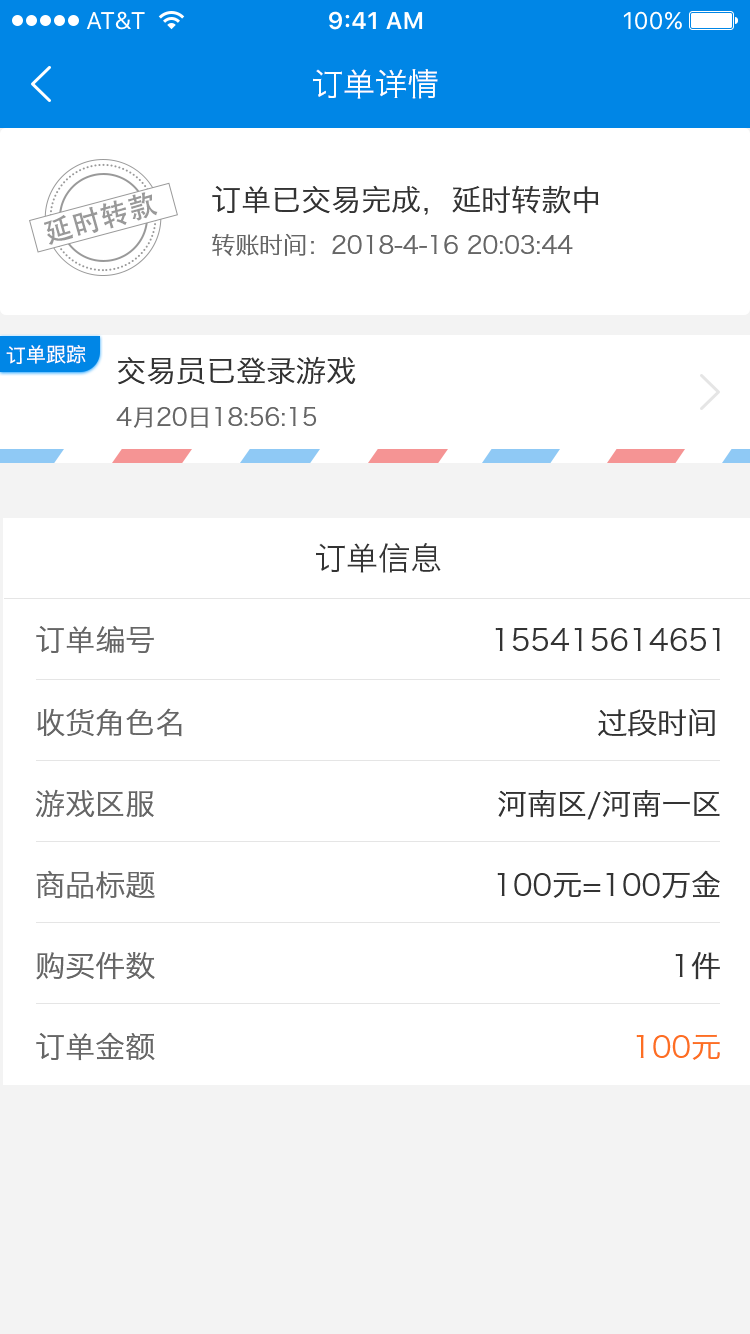 AT&T 9:41 AM 100%
订单详情
延时转款
订单已交易完成，延时转款中
转账时间：2018-4-16 20:03:44
订单跟踪
交易员已登录游戏
4月20日18:56:15
订单信息
订单编号 155415614651
收货角色名 过段时间
游戏区服 河南区/河南一区
商品标题 100元=100万金
购买件数 1件
订单金额 100元